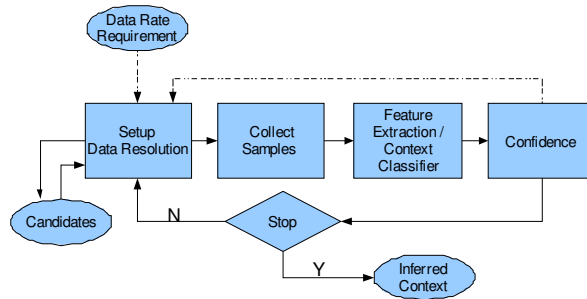 Data Rate
Requirement
Setup
Data Resolution
Collect
Samples
Feature
Extraction /
Context
Classifier
Confidence
Candidates
N
Stop
Y
Inferred
Context